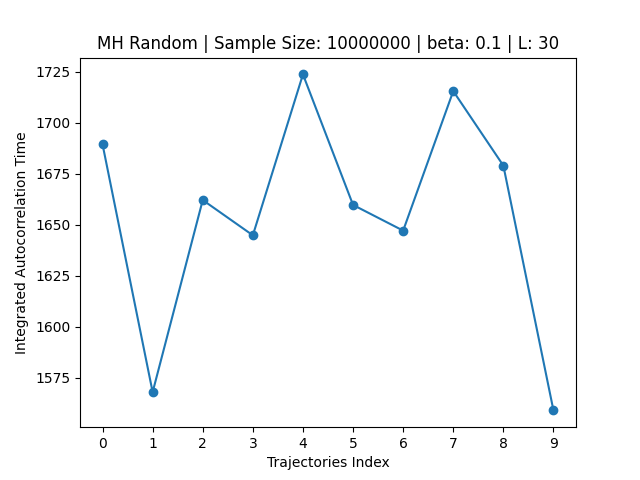 MH Random | Sample Size: 10000000 | beta: 0.1 | L: 30
Integrated Autocorrelation Time
1725
1700
1675
1650
1625
1600
1575
0 1 2 3 4 5 6 7 8 9
Trajectories Index